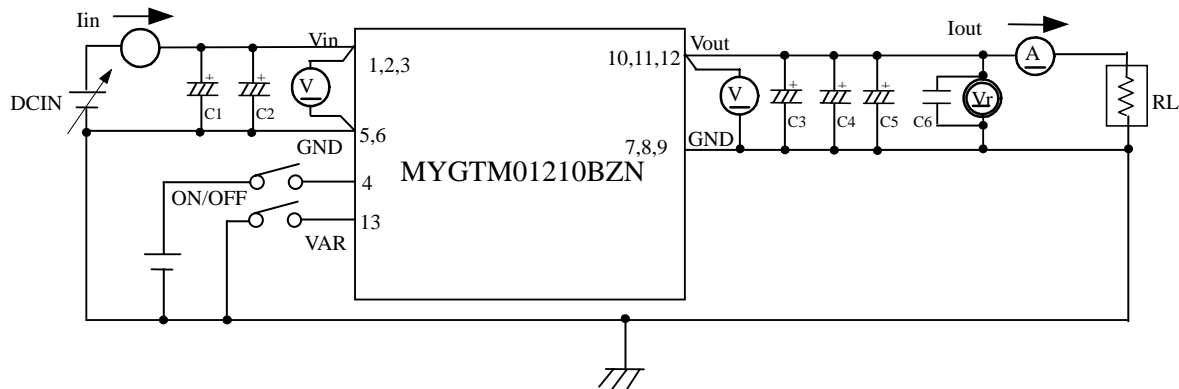 Iin
Vin
1,2,3
V
DCIN
+
C1
+
C2
5,6
GND
ON/OFF
4
13
VAR
MYGTM01210BZN
10,11,12
Vout
V
7,8,9
GND
+
C3
+
C4
+
C5
C6
Vr
Iout
A
RL